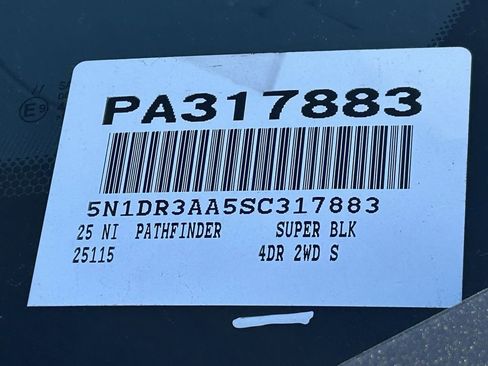 PA317883
5N1DR3AA5SC317883
25 NI PATHFINDER SUPER BLK
25115 4DR 2WD S